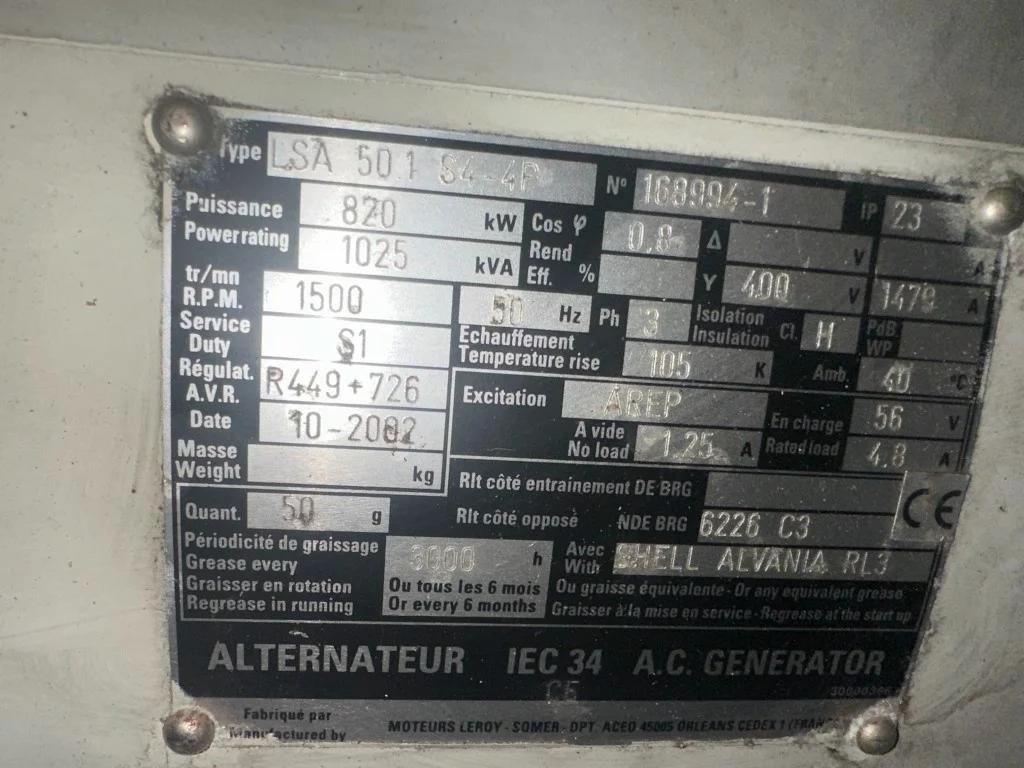 Type LSA 50.1 S4-4P N° 168994-1 IP 23
Puissance 820 kW Cos φ 0.8 Δ V A
Power rating 1025 kVA Rend Eff. % Y 400 V 1479 A
tr/mn R.P.M. 1500 50 Hz Ph 3 Isolation Insulation Cl. H PdB WP
Service Duty S1 Echauffement Temperature rise 105 K Amb. 40 °C
Régulat. A.V.R. R449+726 Excitation AREP En charge Rated load 56 V
Date 10-2002 A vide No load 1.25 A 4.8 A
Masse Weight kg
Rlt côté entrainement DE BRG
Quant. 50 g Rlt côté opposé NDE BRG 6226 C3 CE
Périodicité de graissage
Grease every h Avec With SHELL ALVANIA RL3
Graisser en rotation Ou tous les 6 mois Ou graisse équivalente - Or any equivalent grease
Regrease in running Or every 6 months Graisser à la mise en service - Regrease at the start up
ALTERNATEUR IEC 34 A.C. GENERATOR
Fabriqué par
Manufactured by MOTEURS LEROY - SOMER - DPT. ACEO 45005 ORLEANS CEDEX 1